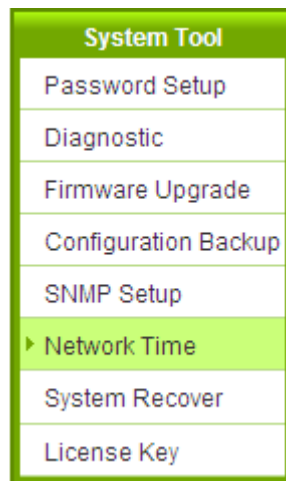 System Tool
Password Setup
Diagnostic
Firmware Upgrade
Configuration Backup
SNMP Setup
Network Time
System Recover
License Key